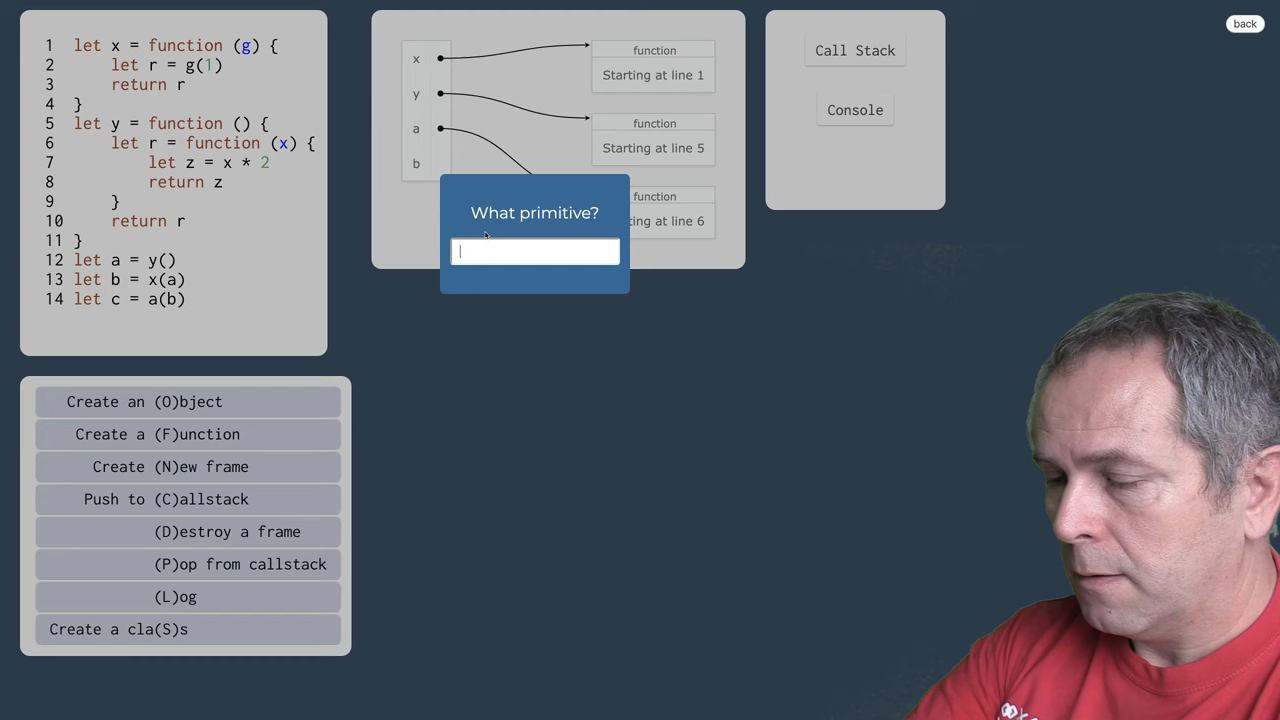 back
1 let x = function (g) {
2 let r = g(1)
3 return r
4 }
5 let y = function () {
6 let r = function (x) {
7 let z = x * 2
8 return z
9 }
10 return r
11 }
12 let a = y()
13 let b = x(a)
14 let c = a(b)
x
y
a
b
function
Starting at line 1
function
Starting at line 5
function
ting at line 6
What primitive?
Call Stack
Console
Create an (O)bject
Create a (F)unction
Create (N)ew frame
Push to (C)allstack
(D)estroy a frame
(P)op from callstack
(L)og
Create a cla(S)s